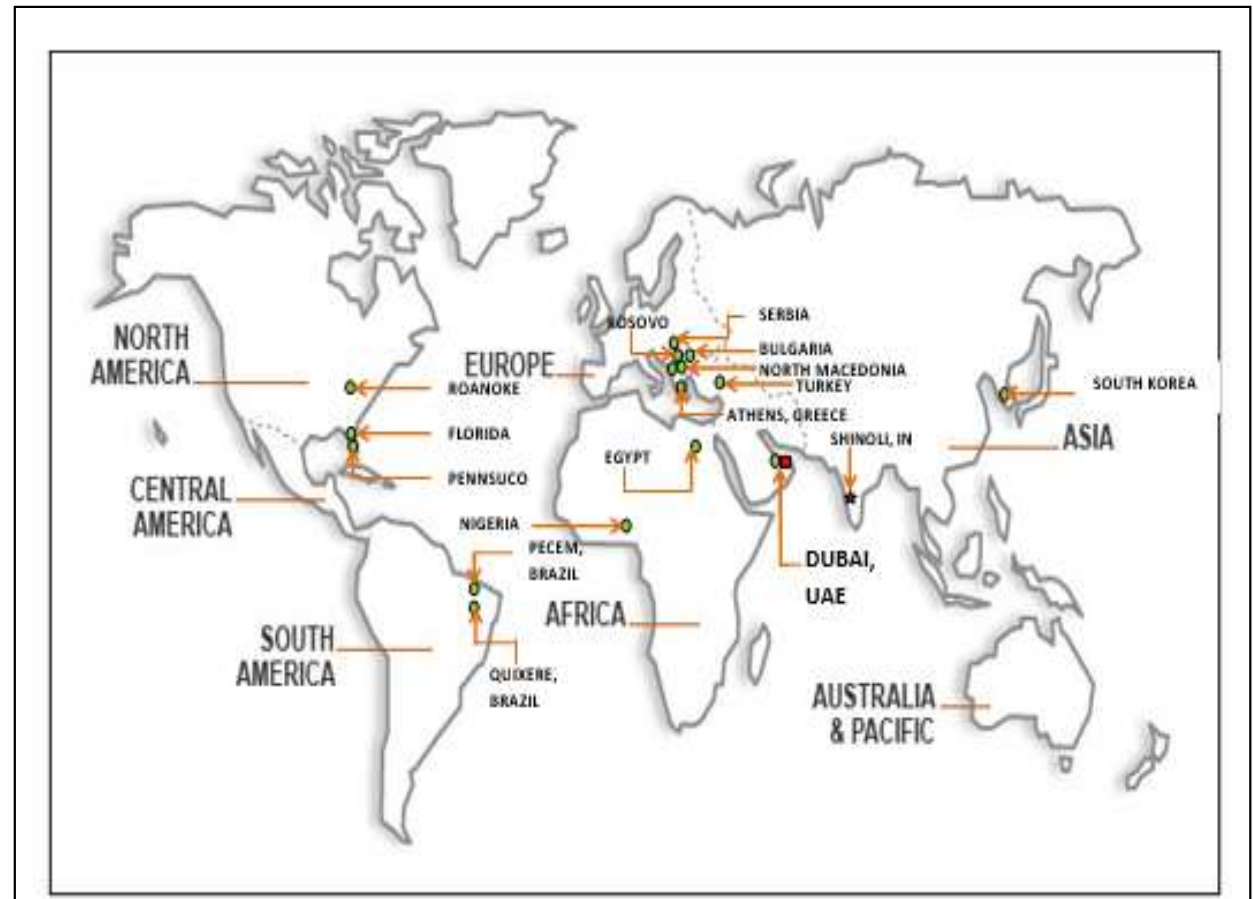 SERBIA
KOSOVO
BULGARIA
NORTH
AMERICA
EUROPE
NORTH MACEDONIA
TURKEY
SOUTH KOREA
ROANOKE
ATHENS, GREECE
FLORIDA
SHINOLI, IN
ASIA
EGYPT
PENNSUCO
CENTRAL
AMERICA
NIGERIA
PECEM,
BRAZIL
DUBAI,
UAE
AFRICA
SOUTH
AMERICA
QUIXERE,
BRAZIL
AUSTRALIA
& PACIFIC